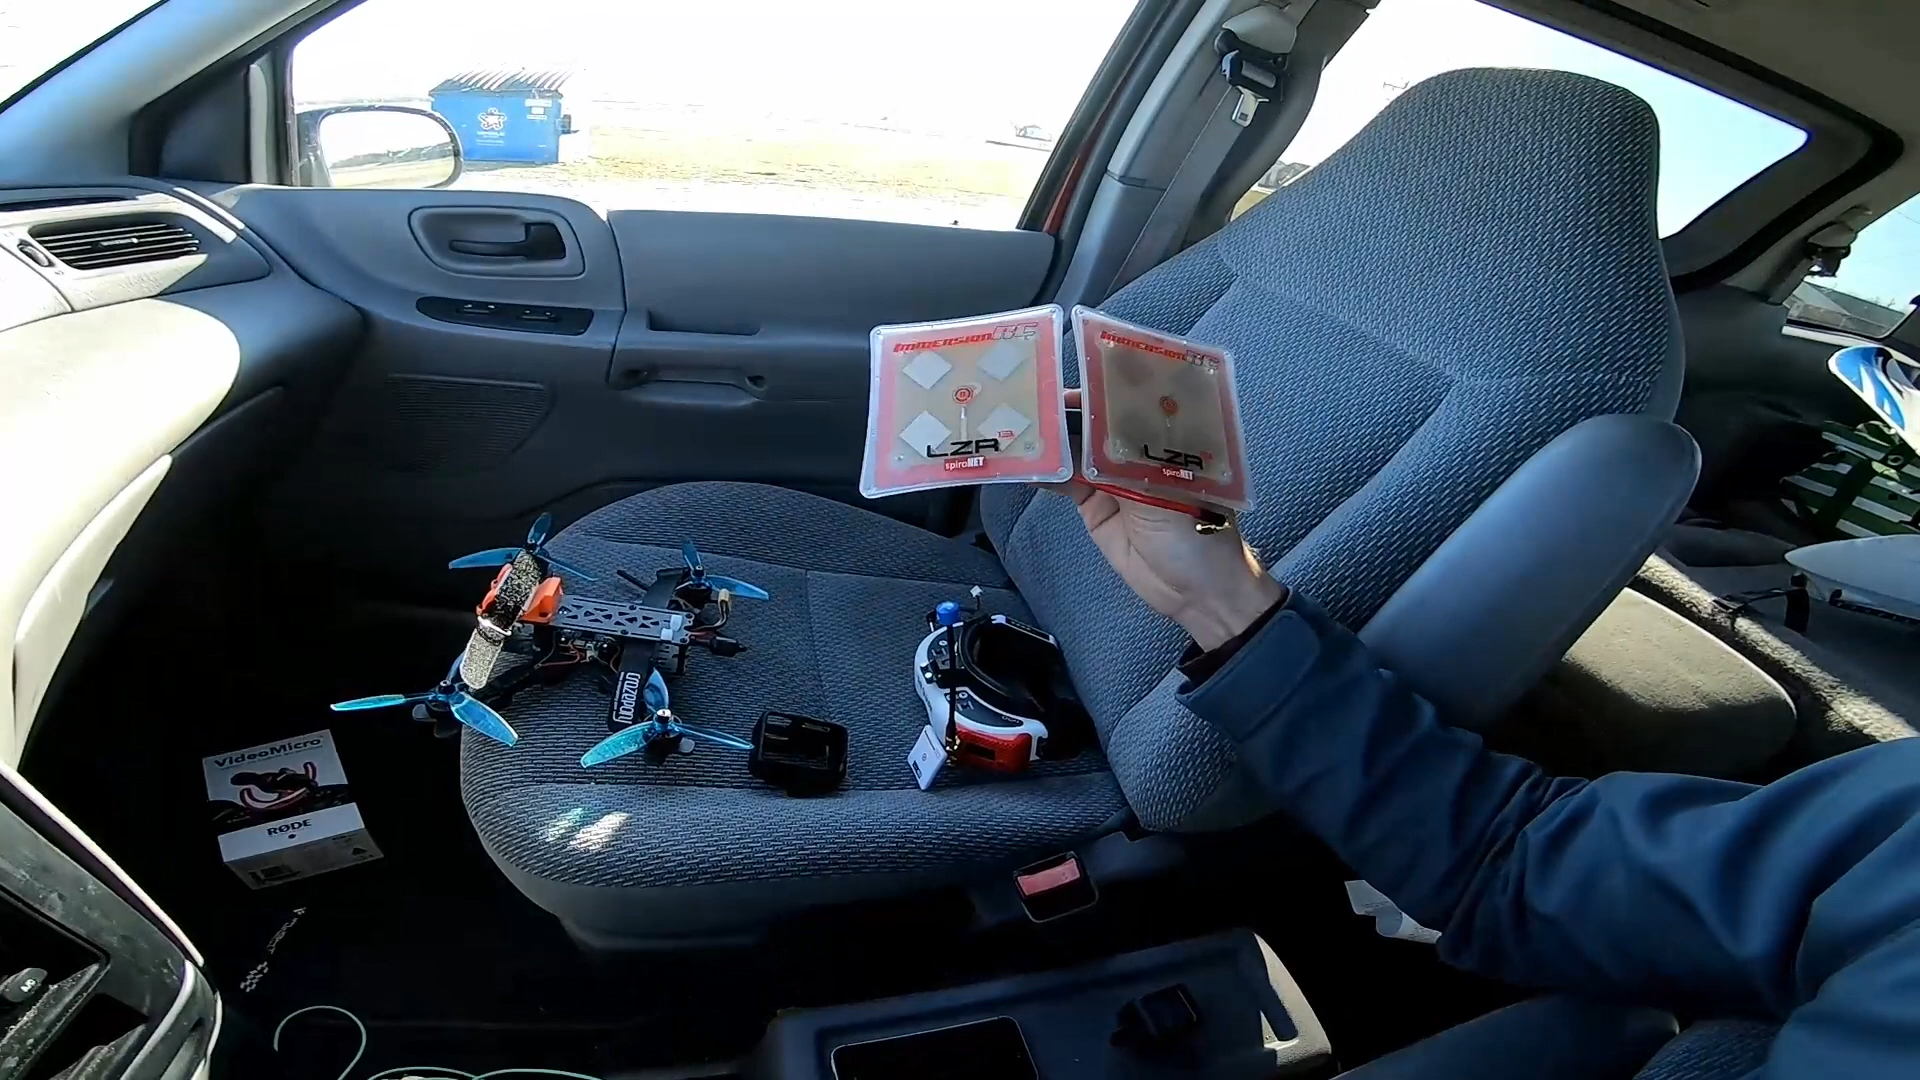 ImmersionRC
LZR
spiroNET
ImmersionRC
LZR
spiroNET
VideoMicro
RØDE
A/C